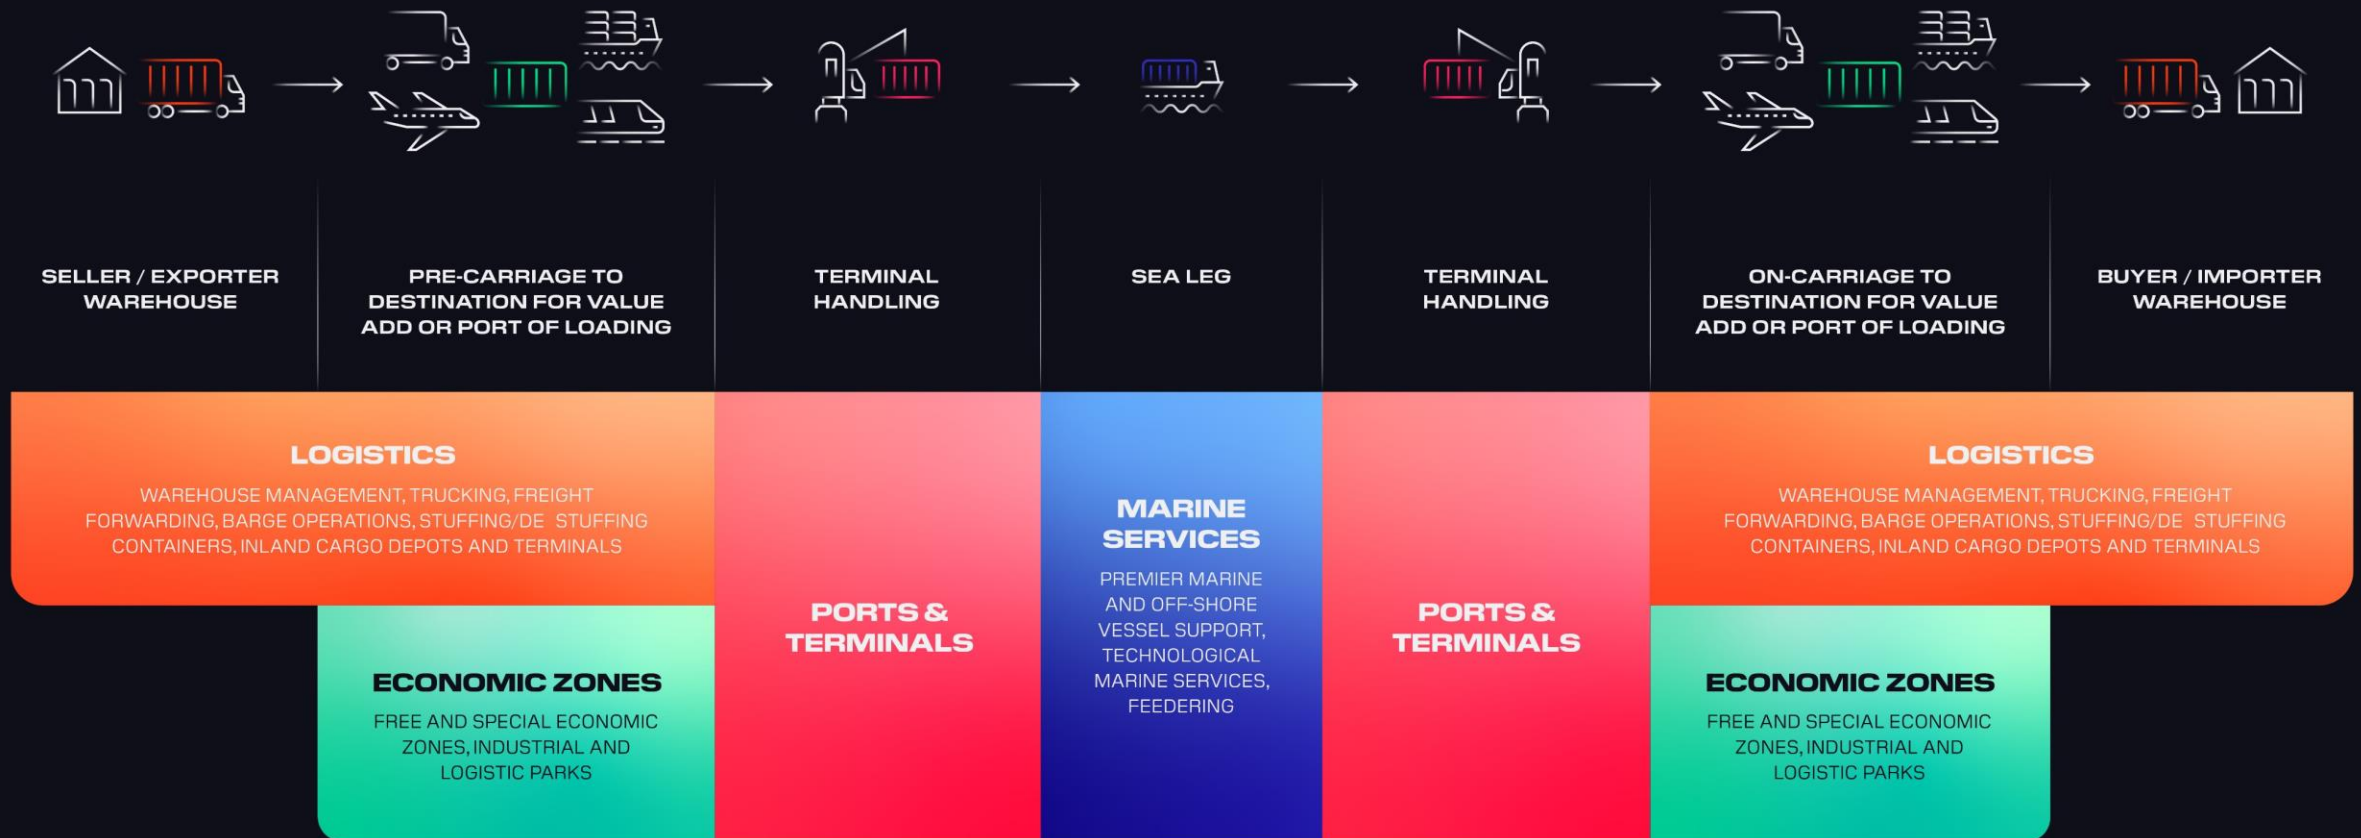 SELLER / EXPORTER
WAREHOUSE
PRE-CARRIAGE TO
DESTINATION FOR VALUE
ADD OR PORT OF LOADING
TERMINAL
HANDLING
SEA LEG
TERMINAL
HANDLING
ON-CARRIAGE TO
DESTINATION FOR VALUE
ADD OR PORT OF LOADING
BUYER / IMPORTER
WAREHOUSE
LOGISTICS
WAREHOUSE MANAGEMENT, TRUCKING, FREIGHT
FORWARDING, BARGE OPERATIONS, STUFFING/DE STUFFING
CONTAINERS, INLAND CARGO DEPOTS AND TERMINALS
ECONOMIC ZONES
FREE AND SPECIAL ECONOMIC
ZONES, INDUSTRIAL AND
LOGISTIC PARKS
PORTS &
TERMINALS
MARINE
SERVICES
PREMIER MARINE
AND OFF-SHORE
VESSEL SUPPORT,
TECHNOLOGICAL
MARINE SERVICES,
FEEDERING
PORTS &
TERMINALS
LOGISTICS
WAREHOUSE MANAGEMENT, TRUCKING, FREIGHT
FORWARDING, BARGE OPERATIONS, STUFFING/DE STUFFING
CONTAINERS, INLAND CARGO DEPOTS AND TERMINALS
ECONOMIC ZONES
FREE AND SPECIAL ECONOMIC
ZONES, INDUSTRIAL AND
LOGISTIC PARKS